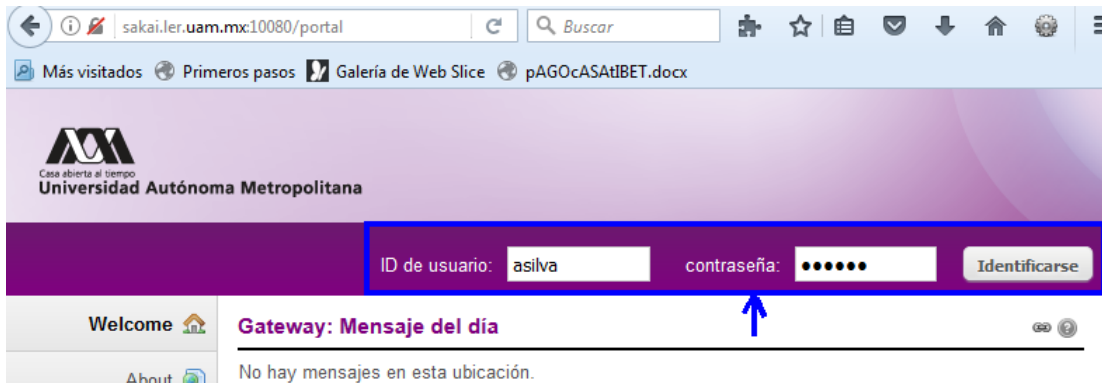 sakai.ler.uam.mx:10080/portal Buscar
Más visitados Primeros pasos Galería de Web Slice pAGOcASAtIBET.docx
Casa abierta al tiempo
Universidad Autónoma Metropolitana
ID de usuario: asilva contraseña: •••••• Identificarse
Welcome Gateway: Mensaje del día
About No hay mensajes en esta ubicación.